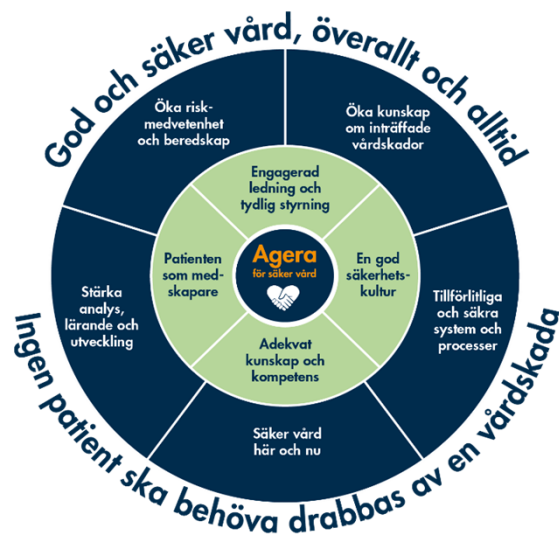 God och säker vård, överallt och alltid
Öka risk-
medvetenhet
och beredskap
Öka kunskap
om inträffade
vårdskador
Engagerad
ledning och
tydlig styrning
Patienten
som med-
skapare
Agera
för säker vård
En god
säkerhets-
kultur
Stärka
analys,
lärande och
utveckling
Tillförlitliga
och säkra
system och
processer
Adekvat
kunskap och
kompetens
Säker vård
här och nu
Ingen patient ska behöva drabbas av en vårdskada